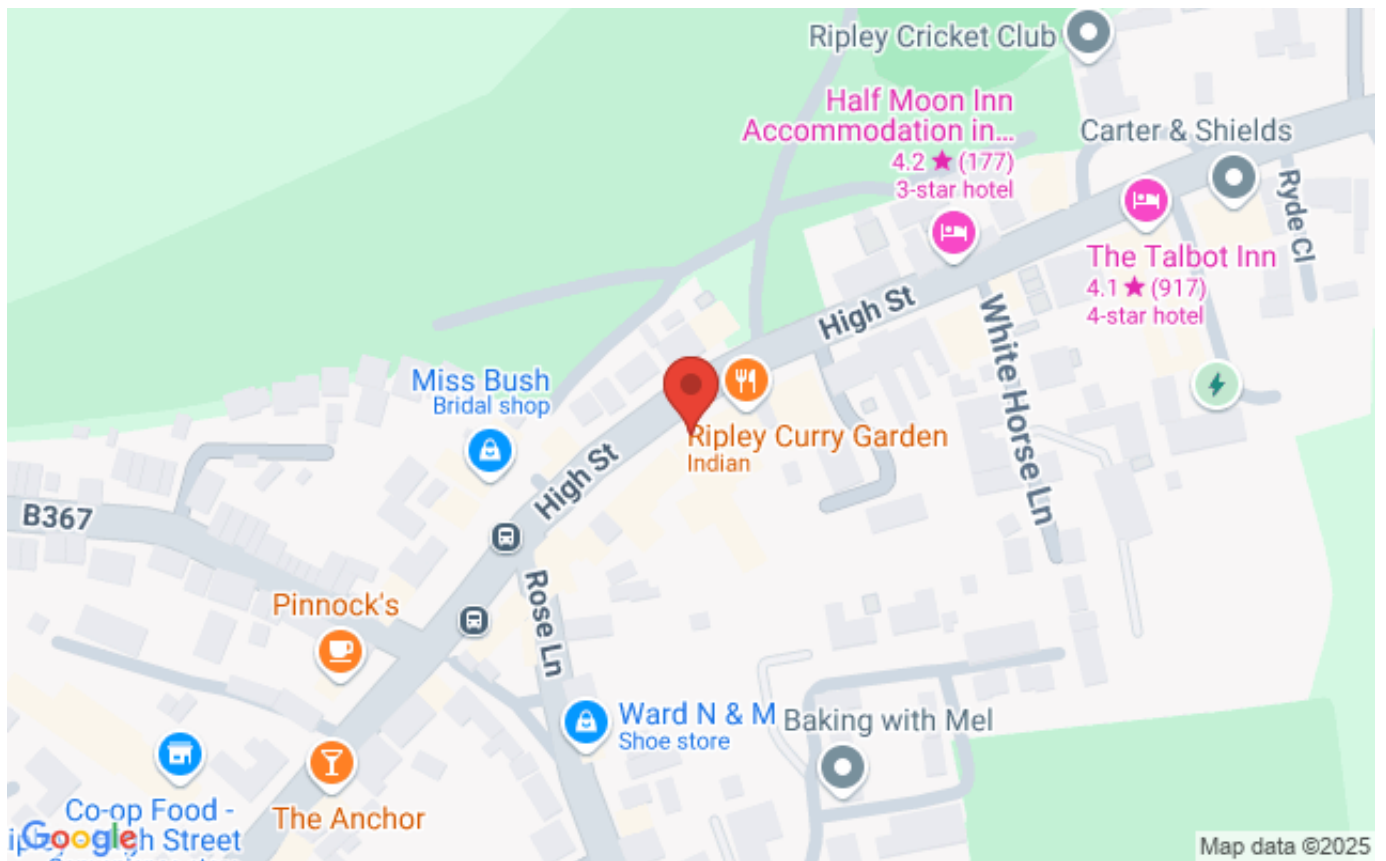 Ripley Cricket Club
Half Moon Inn
Accommodation in...
4.2 ★ (177)
3-star hotel
Carter & Shields
Ryde Cl
The Talbot Inn
4.1 ★ (917)
4-star hotel
High St
White Horse Ln
Miss Bush
Bridal shop
Ripley Curry Garden
Indian
High St
B367
Rose Ln
Pinnock's
Ward N & M
Shoe store
Baking with Mel
Co-op Food -
High Street
The Anchor
Google
Map data ©2025